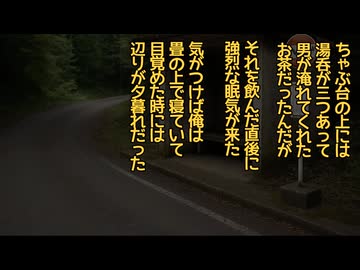 ちゃぶ台の上には
湯呑が三つあって
男が淹れてくれた
お茶だったんだが
それを飲んだ直後に
強烈な眠気が来た
気がつけば俺は
畳の上で寝ていて
目覚めた時には
辺りが夕暮れだった